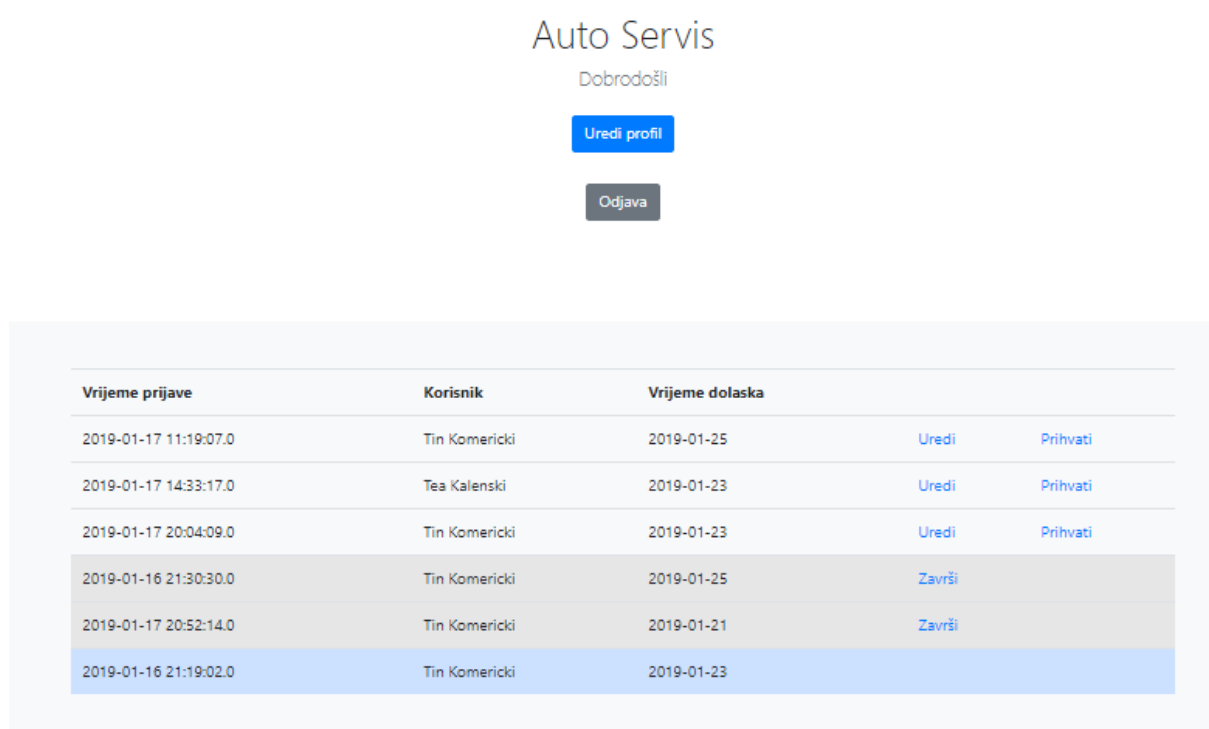 Auto Servis
Dobrodošli
Uredi profil
Odjava
Vrijeme prijave Korisnik Vrijeme dolaska
2019-01-17 11:19:07.0 Tin Komericki 2019-01-25 Uredi Prihvati
2019-01-17 14:33:17.0 Tea Kalenski 2019-01-23 Uredi Prihvati
2019-01-17 20:04:09.0 Tin Komericki 2019-01-23 Uredi Prihvati
2019-01-16 21:30:30.0 Tin Komericki 2019-01-25 Završi
2019-01-17 20:52:14.0 Tin Komericki 2019-01-21 Završi
2019-01-16 21:19:02.0 Tin Komericki 2019-01-23